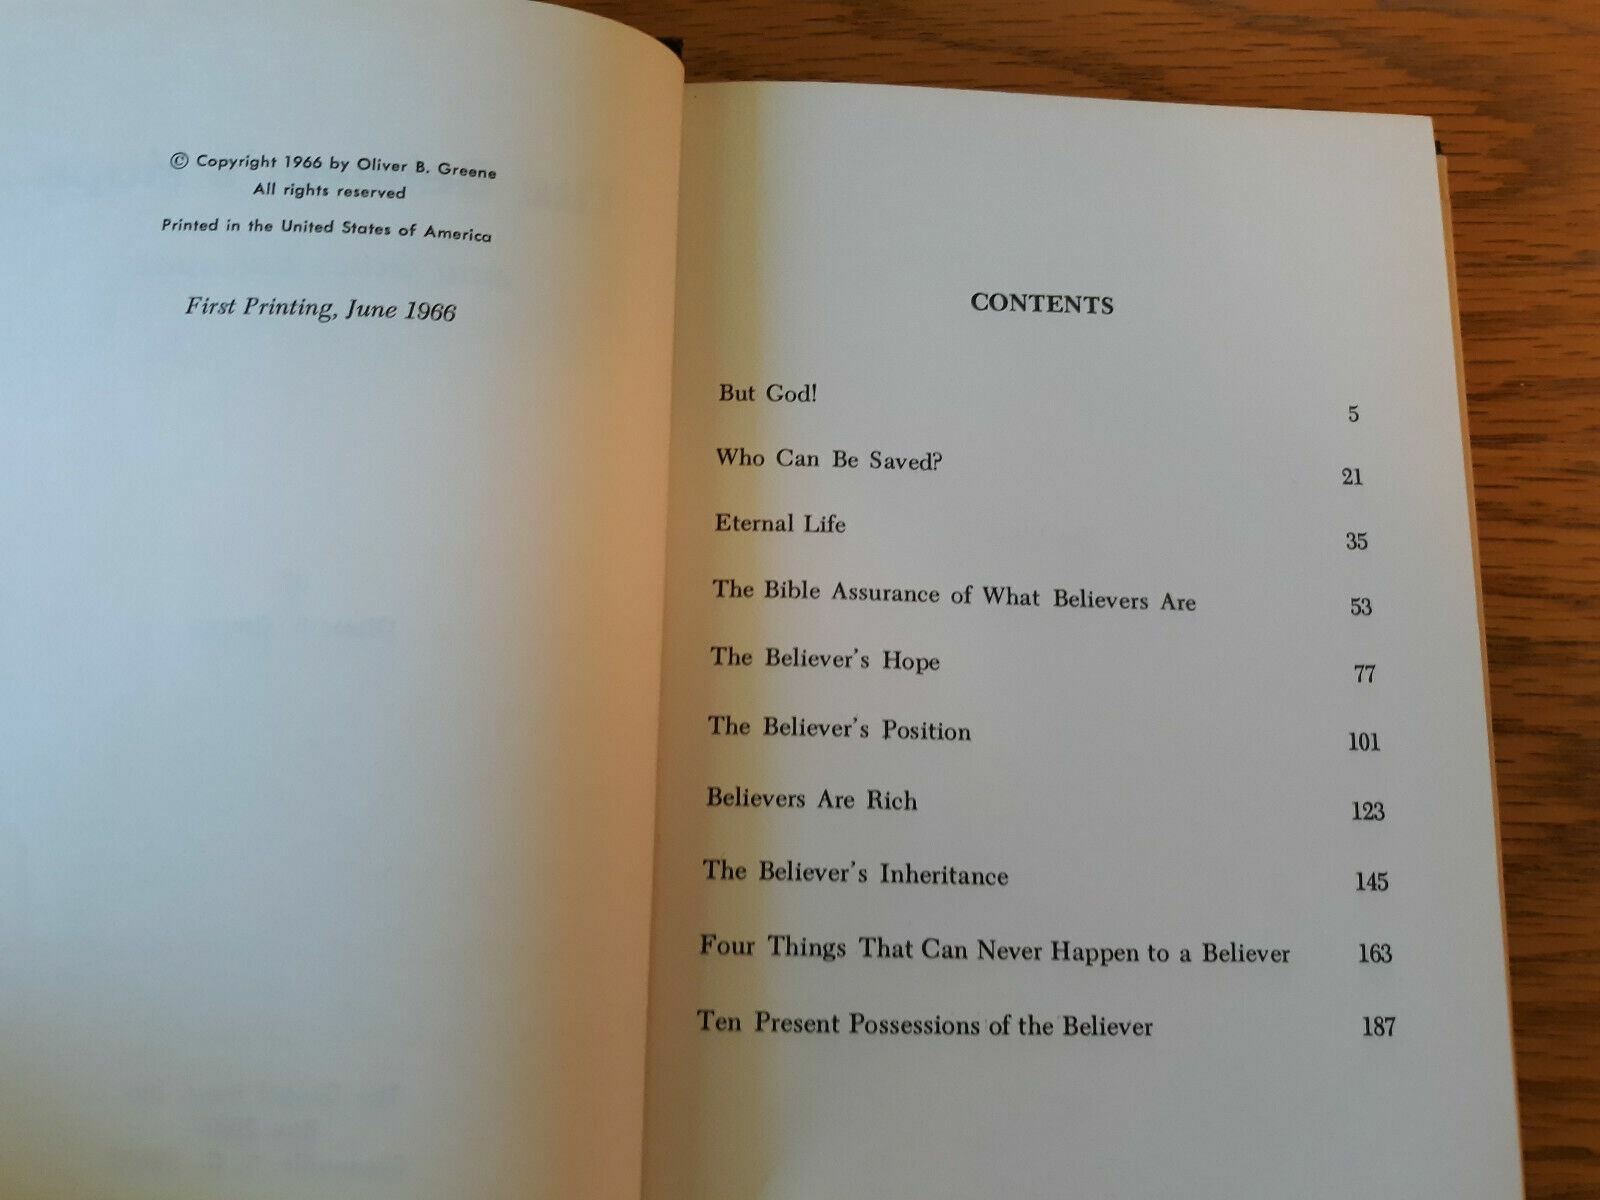 © Copyright 1966 by Oliver B. Greene
All rights reserved
Printed in the United States of America
First Printing, June 1966
CONTENTS
But God! 5
Who Can Be Saved? 21
Eternal Life 35
The Bible Assurance of What Believers Are 53
The Believer's Hope 77
The Believer's Position 101
Believers Are Rich 123
The Believer's Inheritance 145
Four Things That Can Never Happen to a Believer 163
Ten Present Possessions of the Believer 187